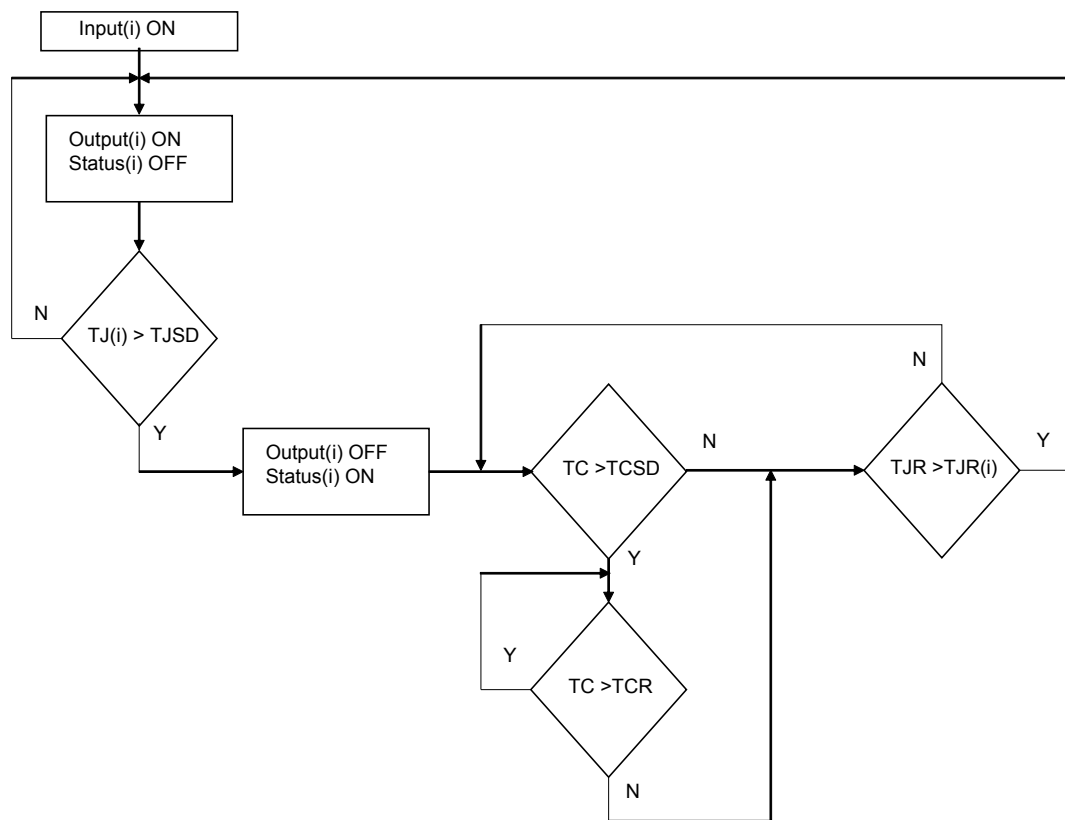 Input(i) ON
Output(i) ON
Status(i) OFF
N
TJ(i) > TJSD
Y
Output(i) OFF
Status(i) ON
TC >TCSD
N
Y
N
TJR >TJR(i)
Y
Y
TC >TCR
N